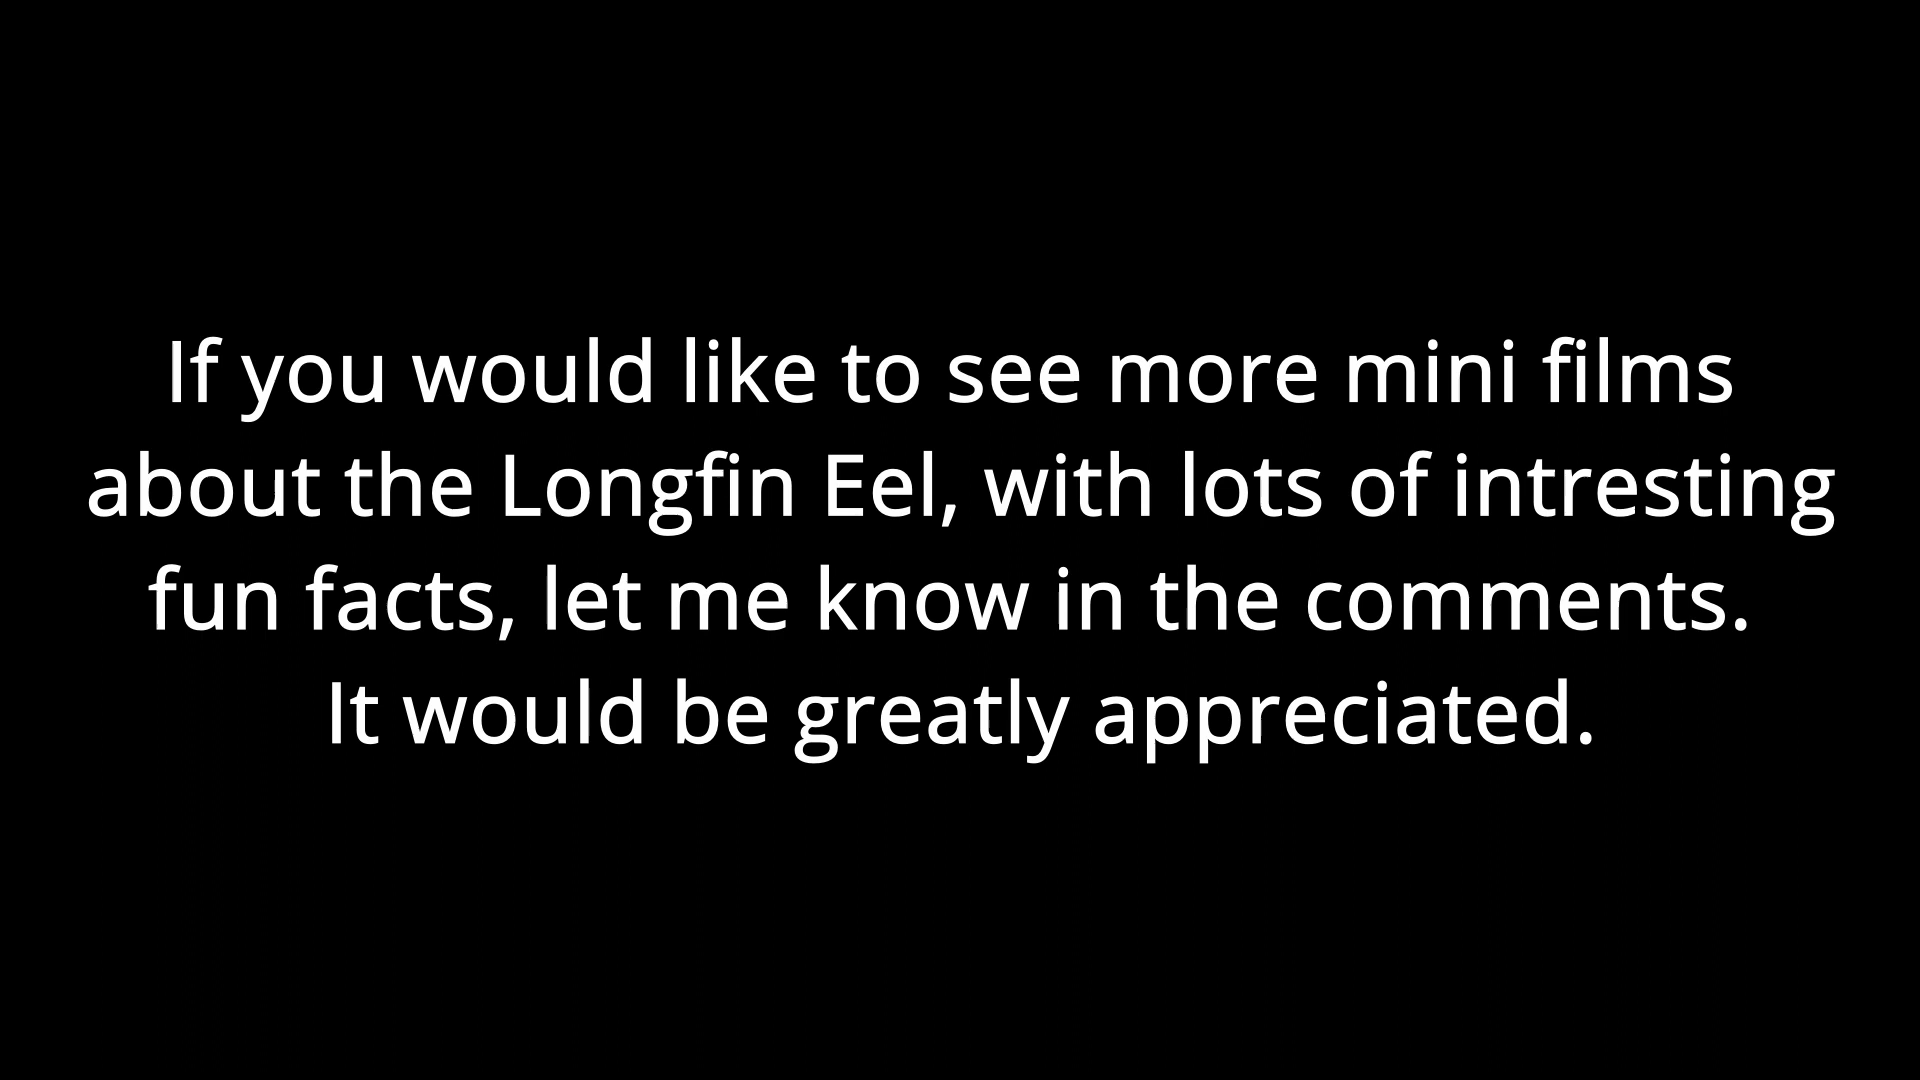 If you would like to see more mini films
about the Longfin Eel, with lots of intresting
fun facts, let me know in the comments.
It would be greatly appreciated.